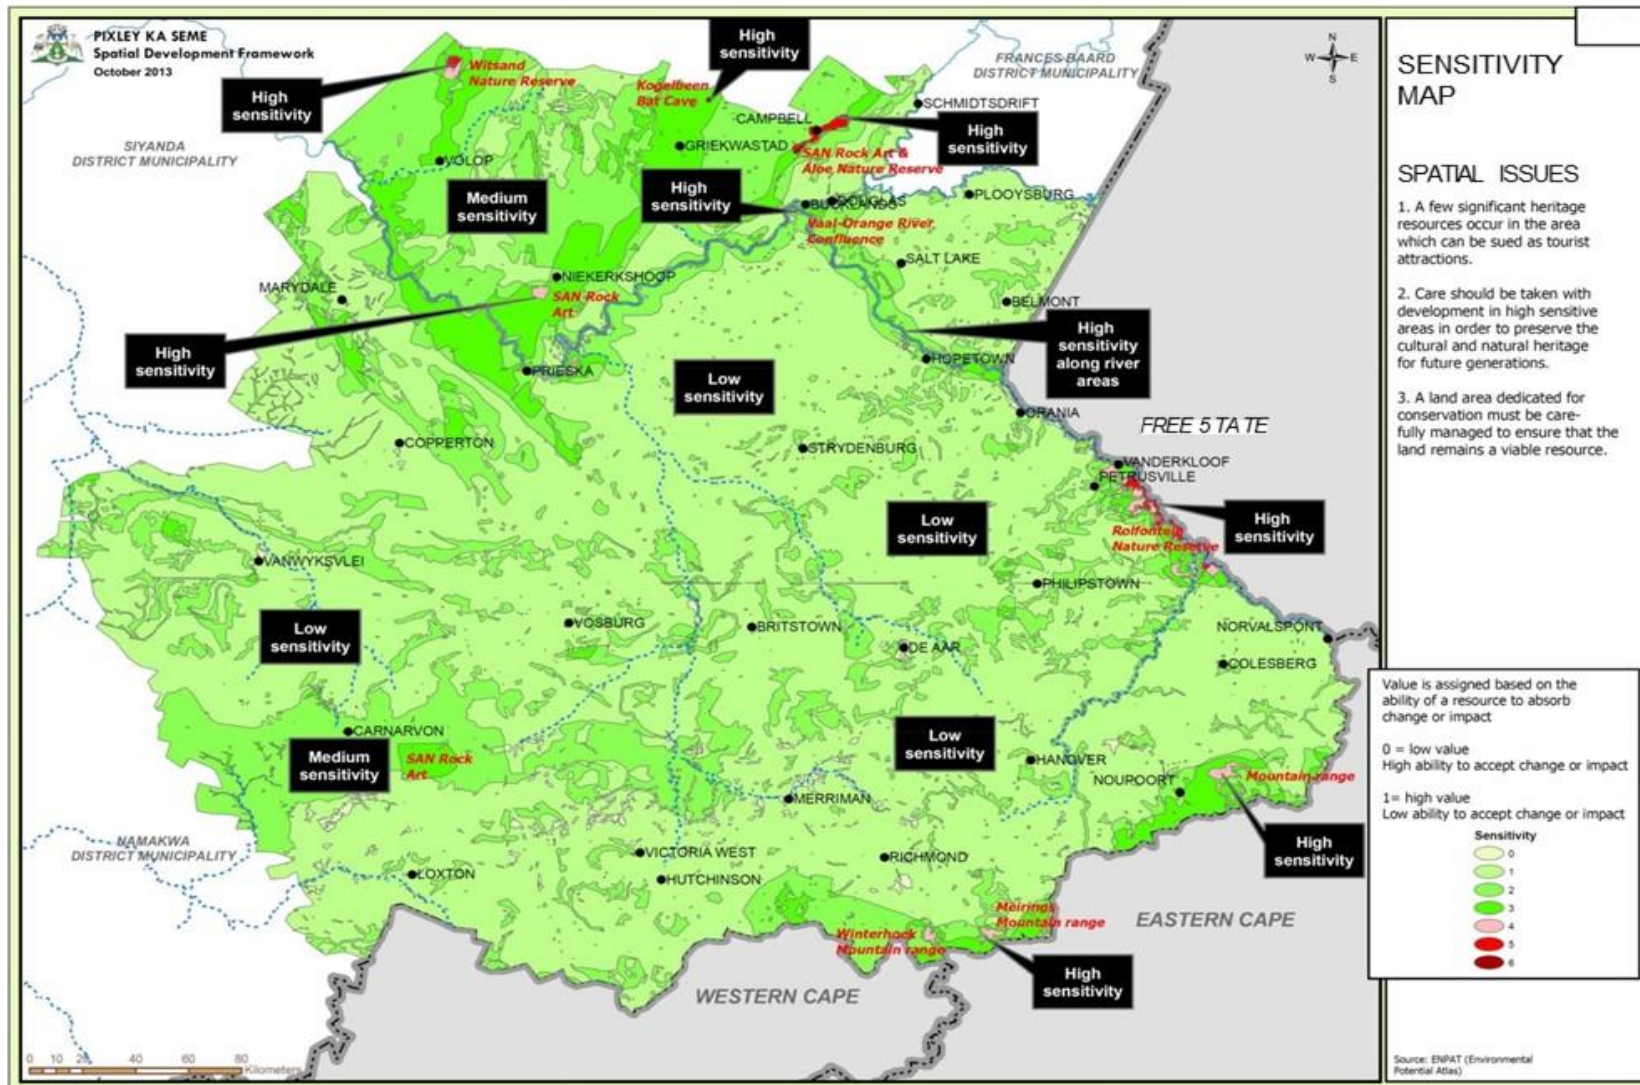 PIXLEY KA SEME
Spatial Development Framework
October 2013
High
sensitivity
Witsand
Nature Reserve
High
sensitivity
Kogelbeen
Bat Cave
FRANCES BAARD
DISTRICT MUNICIPALITY
N
W E
S
SCHMIDTSDRIFT
CAMPBELL
High
sensitivity
SIYANDA
DISTRICT MUNICIPALITY
VOLOP
GRIEKWASTAD
SAN Rock Art &
Aloe Nature Reserve
Medium
sensitivity
High
sensitivity
BUCKLANDS
DOUGLAS
PLOOYSBURG
Vaal-Orange River
Confluence
SALT LAKE
MARYDALE
NIEKERKSHOOP
SAN Rock
Art
BELMONT
High
sensitivity
High
sensitivity
along river
areas
PRIESKA
Low
sensitivity
HOPETOWN
ORANIA
FREE 5 TA TE
COPPERTON
STRYDENBURG
VANDERKLOOF
PETRUSVILLE
Low
sensitivity
High
sensitivity
Rolfontein
Nature Reserve
VANWYKSVLEI
PHILIPSTOWN
Low
sensitivity
VOSBURG
BRITSTOWN
DE AAR
NORVALSPONT
COLESBERG
CARNARVON
Medium
sensitivity
SAN Rock
Art
Low
sensitivity
HANOVER
NOUPOORT
Mountain range
MERRIMAN
High
sensitivity
NAMAKWA
DISTRICT MUNICIPALITY
VICTORIA WEST
RICHMOND
LOXTON
HUTCHINSON
Meirings
Mountain range
Winterhoek
Mountain range
EASTERN CAPE
High
sensitivity
WESTERN CAPE
0 10 20 40 60 80
Kilometers
SENSITIVITY
MAP
SPATIAL ISSUES
1. A few significant heritage
resources occur in the area
which can be sued as tourist
attractions.
2. Care should be taken with
development in high sensitive
areas in order to preserve the
cultural and natural heritage
for future generations.
3. A land area dedicated for
conservation must be care-
fully managed to ensure that the
land remains a viable resource.
Value is assigned based on the
ability of a resource to absorb
change or impact
0 = low value
High ability to accept change or impact
1= high value
Low ability to accept change or impact
Sensitivity
0
1
2
3
4
5
6
Source: ENPAT (Environmental
Potential Atlas)